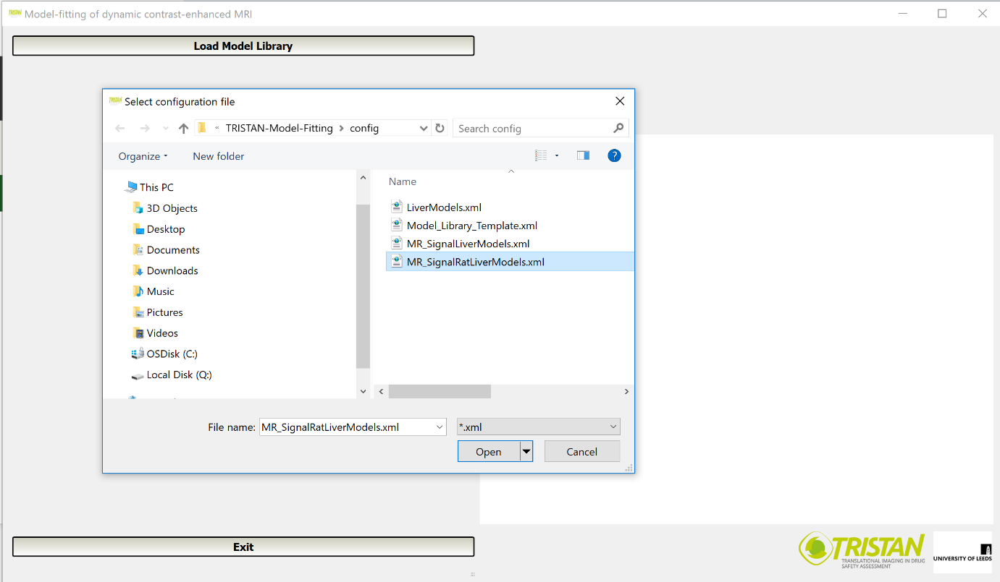 TRISTAN Model-fitting of dynamic contrast-enhanced MRI
Load Model Library
TRISTAN Select configuration file
« TRISTAN-Model-Fitting > config
Search config
Organize
New folder
?
This PC
3D Objects
Desktop
Documents
Downloads
Music
Pictures
Videos
OSDisk (C:)
Local Disk (Q:)
Name
LiverModels.xml
Model_Library_Template.xml
MR_SignalLiverModels.xml
MR_SignalRatLiverModels.xml
File name: MR_SignalRatLiverModels.xml
*.xml
Open
Cancel
Exit
TRISTAN
TRANSLATIONAL IMAGING IN DRUG
SAFETY ASSESSMENT
UNIVERSITY OF LEEDS